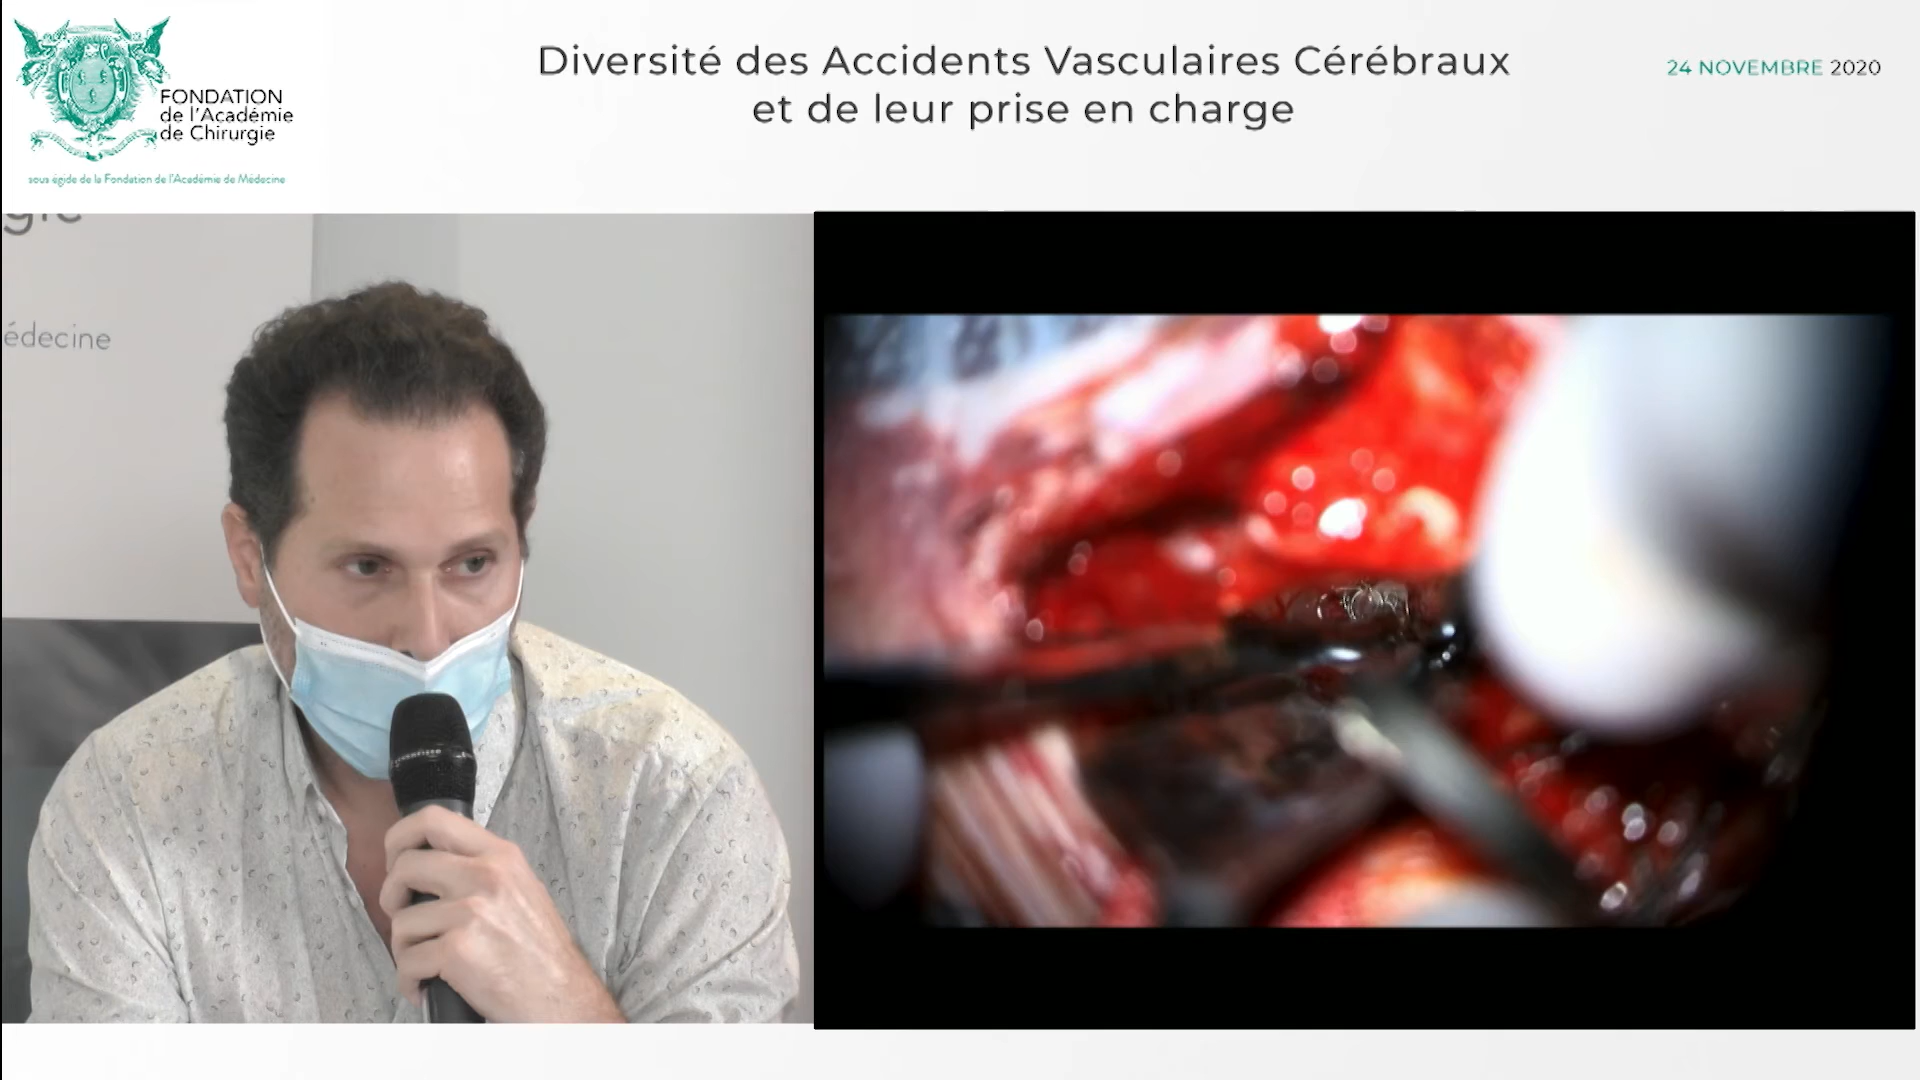 FONDATION
de l'Académie
de Chirurgie
sous égide de la Fondation de l'Académie de Médecine
Diversité des Accidents Vasculaires Cérébraux
et de leur prise en charge
24 NOVEMBRE 2020
gie
édecine